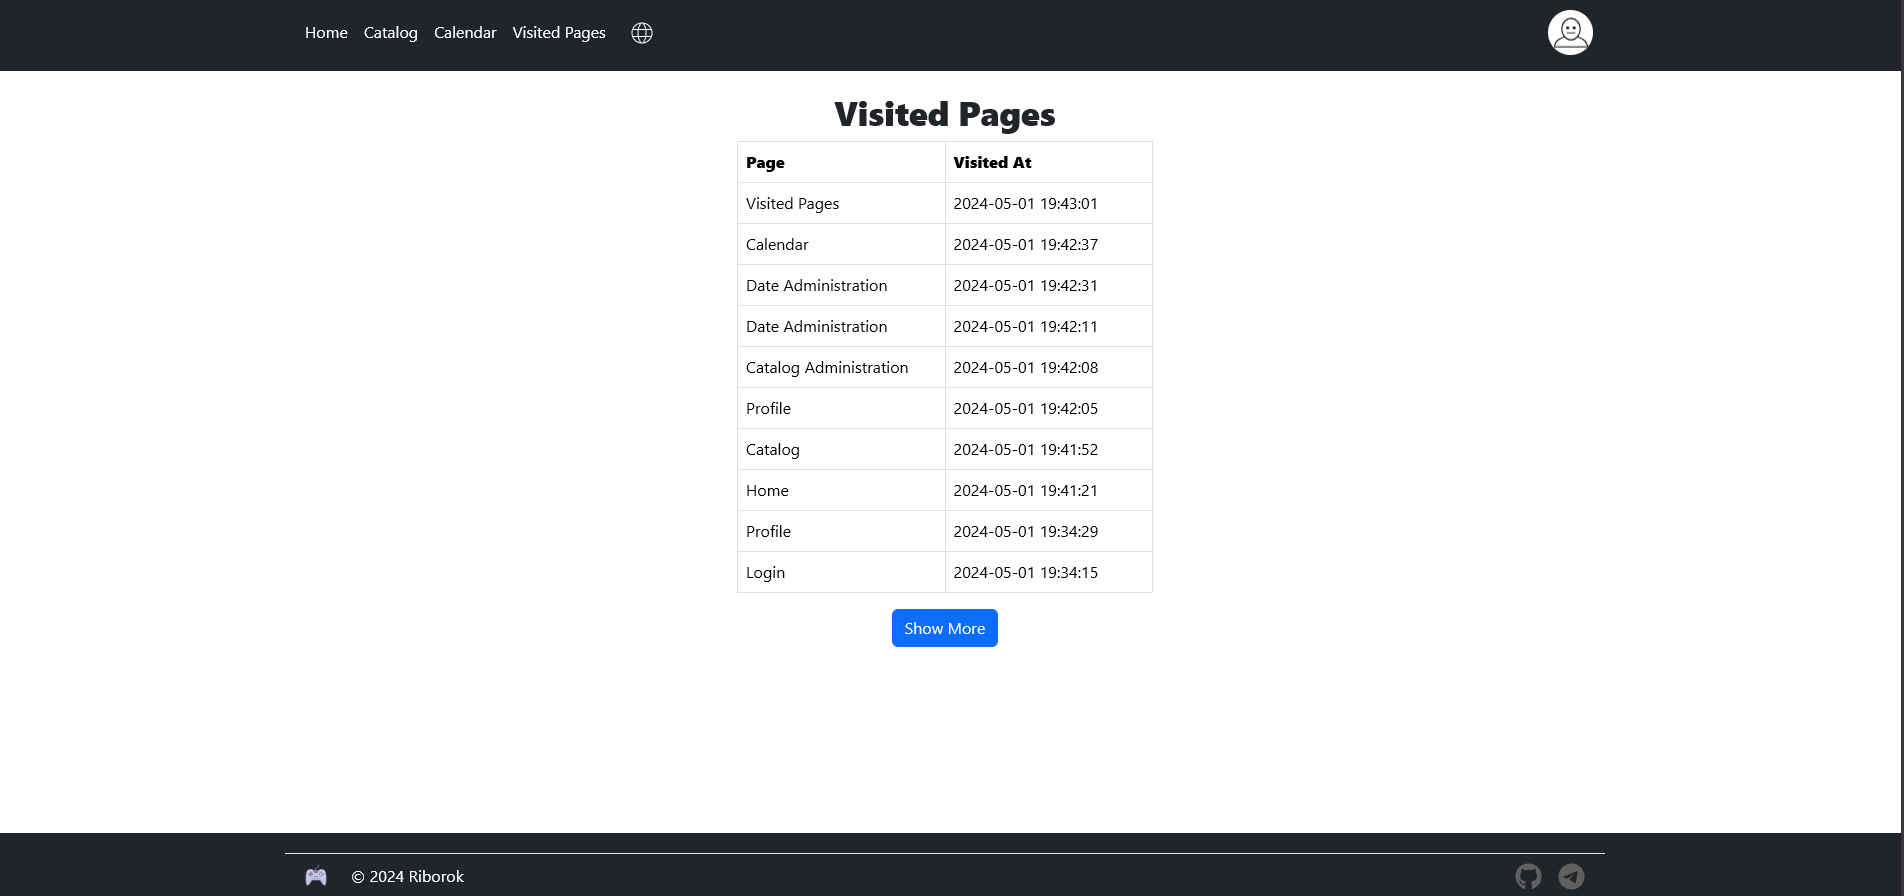 Home Catalog Calendar Visited Pages
Visited Pages
Page Visited At
Visited Pages 2024-05-01 19:43:01
Calendar 2024-05-01 19:42:37
Date Administration 2024-05-01 19:42:31
Date Administration 2024-05-01 19:42:11
Catalog Administration 2024-05-01 19:42:08
Profile 2024-05-01 19:42:05
Catalog 2024-05-01 19:41:52
Home 2024-05-01 19:41:21
Profile 2024-05-01 19:34:29
Login 2024-05-01 19:34:15
Show More
© 2024 Riborok